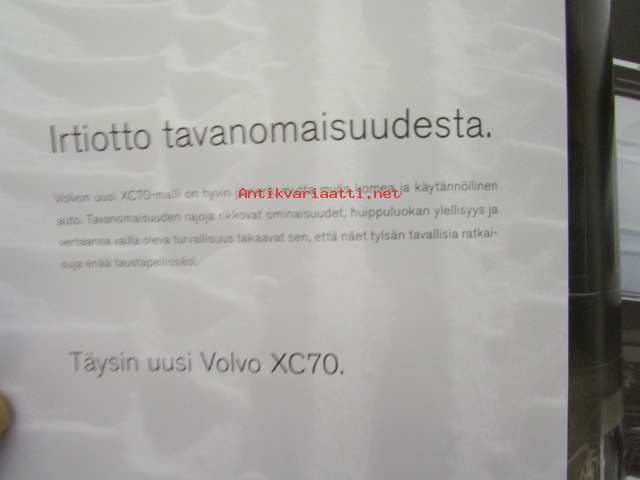 Irtiotto tavanomaisuudesta.
Volvon uusi XC70-malli on hyvin mutta myös komea ja käytännöllinen
Antikvariaatti.net
auto. Tavanomaisuuden rajoja rikkovat ominaisuudet, huippuluokan ylellisyys ja
vertaansa vailla oleva turvallisuus takaavat sen, että näet tylsän tavallisia ratkai-
suja enää taustapeilissäsi.
Täysin uusi Volvo XC70.